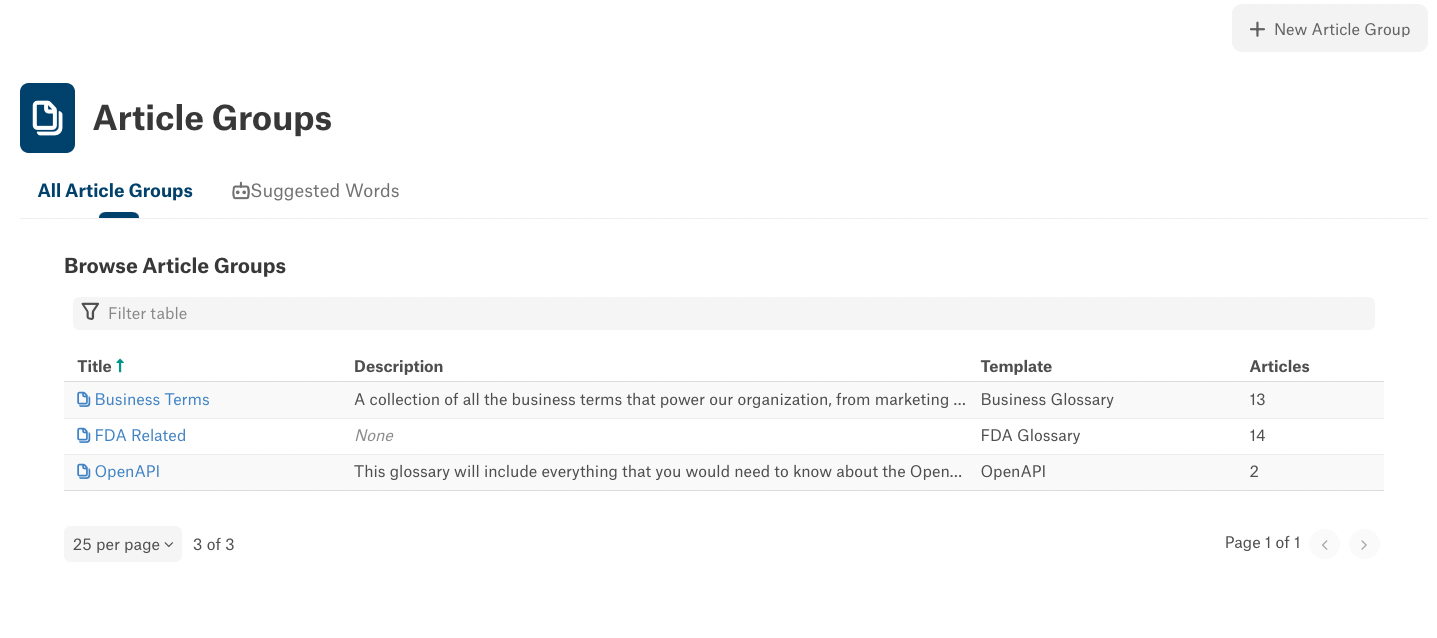 New Article Group
Article Groups
All Article Groups Suggested Words
Browse Article Groups
Filter table
Title Description Template Articles
Business Terms A collection of all the business terms that power our organization, from marketing ... Business Glossary 13
FDA Related None FDA Glossary 14
OpenAPI This glossary will include everything that you would need to know about the Open... OpenAPI 2
25 per page 3 of 3 Page 1 of 1